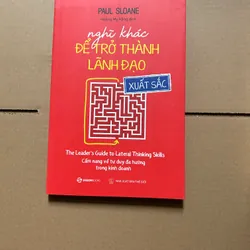 PAUL SLOANE
nghĩ khác
ĐỂ TRỞ THÀNH
LÃNH ĐẠO
XUẤT SẮC
The Leader's Guide to Lateral Thinking Skills
Cẩm nang về tư duy đa hướng
trong kinh doanh